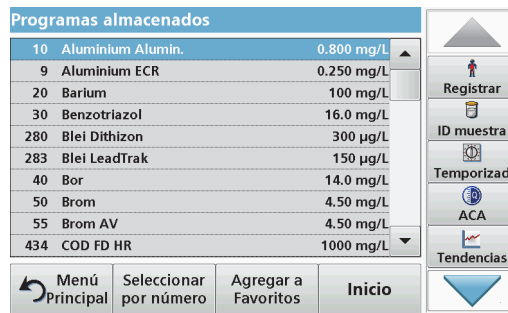 Programas almacenados
10 Aluminium Alumin. 0.800 mg/L
9 Aluminium ECR 0.250 mg/L
20 Barium 100 mg/L
30 Benzotriazol 16.0 mg/L
280 Blei Dithizon 300 µg/L
283 Blei LeadTrak 150 µg/L
40 Bor 14.0 mg/L
50 Brom 4.50 mg/L
55 Brom AV 4.50 mg/L
434 COD FD HR 1000 mg/L
Menú
Principal
Seleccionar
por número
Agregar a
Favoritos
Inicio
Registrar
ID muestra
Temporizad
ACA
Tendencias